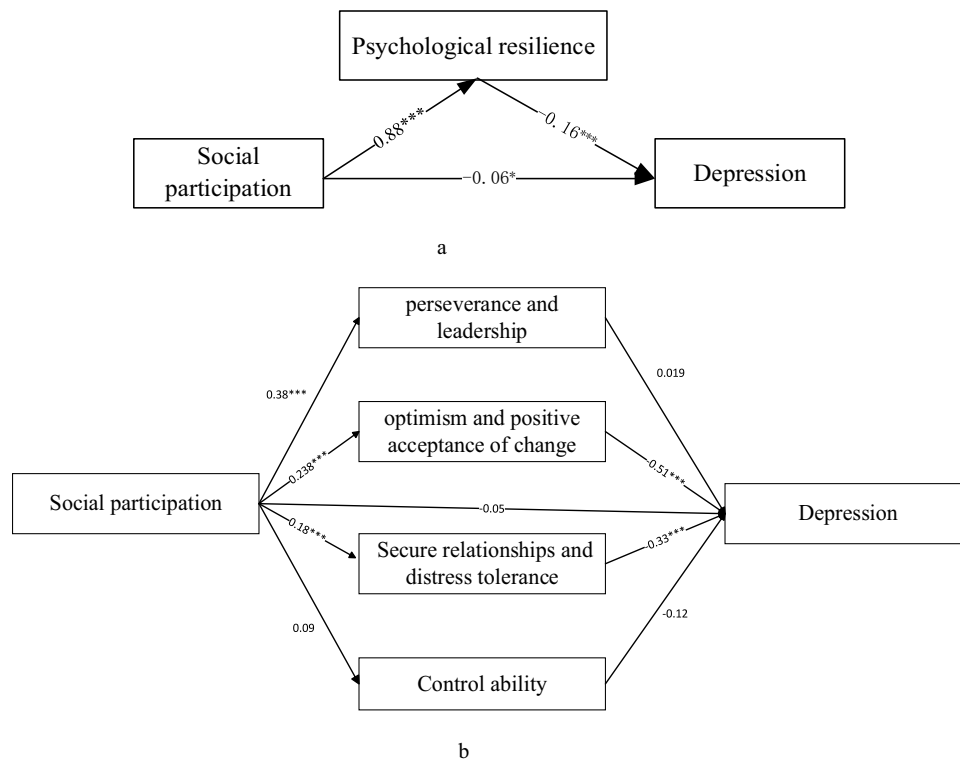 Psychological resilience
0.88***
−0.16***
Social
participation
−0.06*
Depression
a
perseverance and
leadership
0.38***
0.019
optimism and positive
acceptance of change
0.238***
-0.51***
Social participation
-0.05
Depression
0.18***
-0.33***
Secure relationships and
distress tolerance
0.09
-0.12
Control ability
b